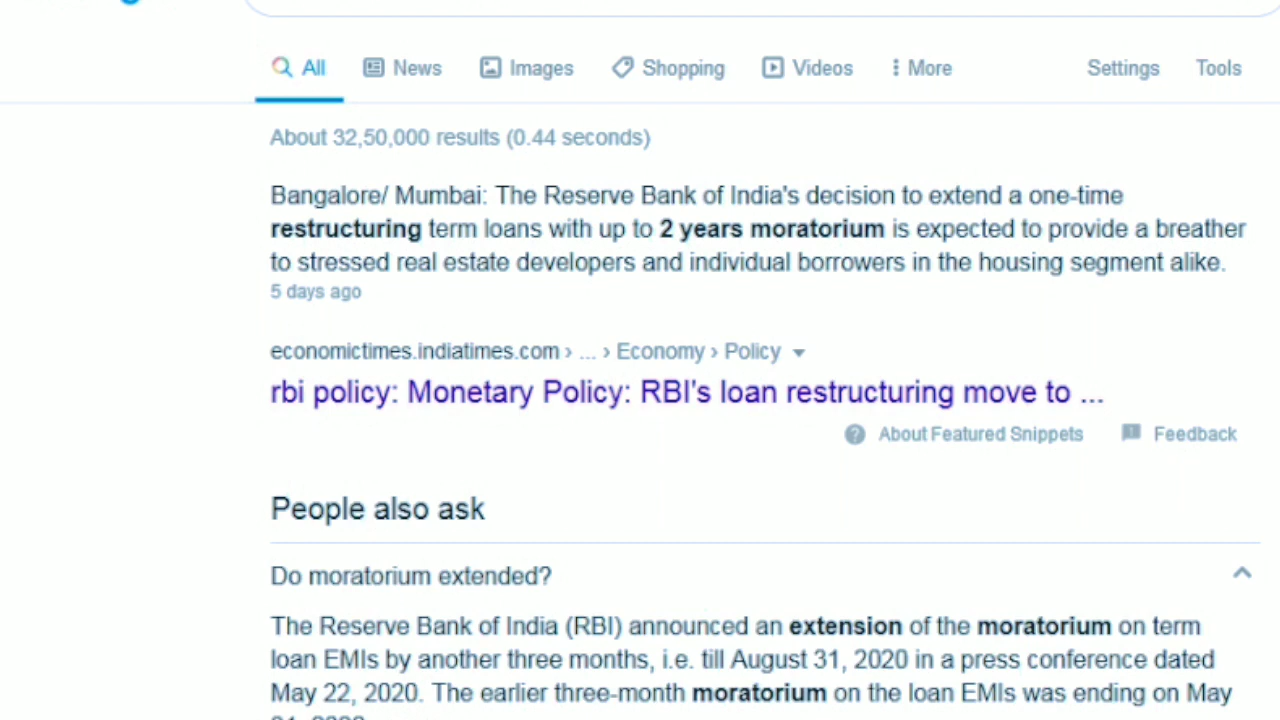 All News Images Shopping Videos More Settings Tools
About 32,50,000 results (0.44 seconds)
Bangalore/ Mumbai: The Reserve Bank of India's decision to extend a one-time
restructuring term loans with up to 2 years moratorium is expected to provide a breather
to stressed real estate developers and individual borrowers in the housing segment alike.
5 days ago
economictimes.indiatimes.com › ... › Economy › Policy
rbi policy: Monetary Policy: RBI's loan restructuring move to ...
About Featured Snippets Feedback
People also ask
Do moratorium extended?
The Reserve Bank of India (RBI) announced an extension of the moratorium on term
loan EMIs by another three months, i.e. till August 31, 2020 in a press conference dated
May 22, 2020. The earlier three-month moratorium on the loan EMIs was ending on May